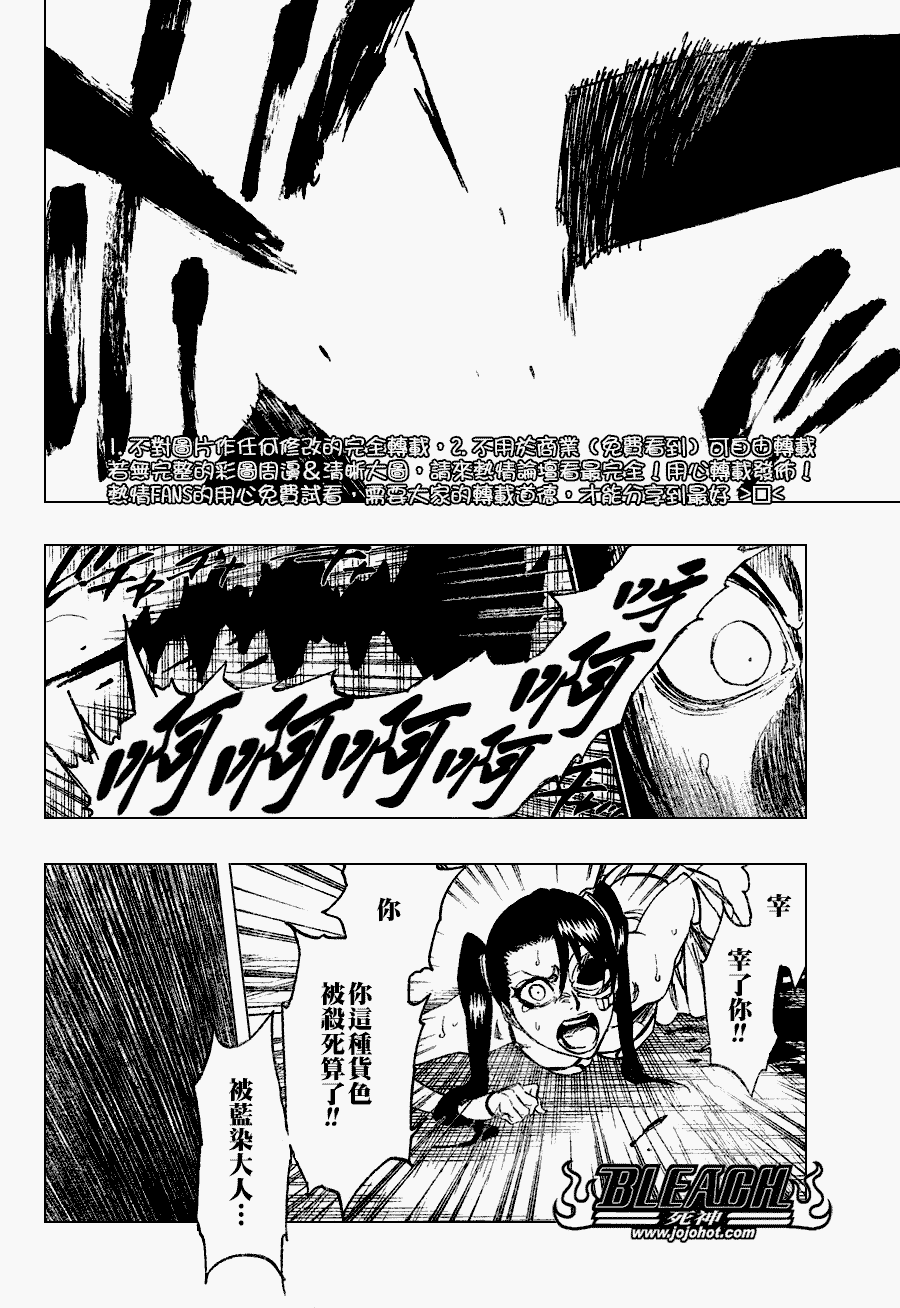 1. 不對圖片作任何修改的完全轉載，2. 不用於商業（免費看到）可自由轉載
若無完整的彩圖周漫＆清晰大圖，請來熱情論壇看最完全！用心轉載發佈！
熱情FANS的用心免費試看，需要大家的轉載道德，才能分享到最好 >口<
呀
啊
啊
啊
啊
啊
宰
宰了你!!
你
你這種貨色
被殺死算了!!
被藍染大人…
BLEACH
死神
www.jojohot.com